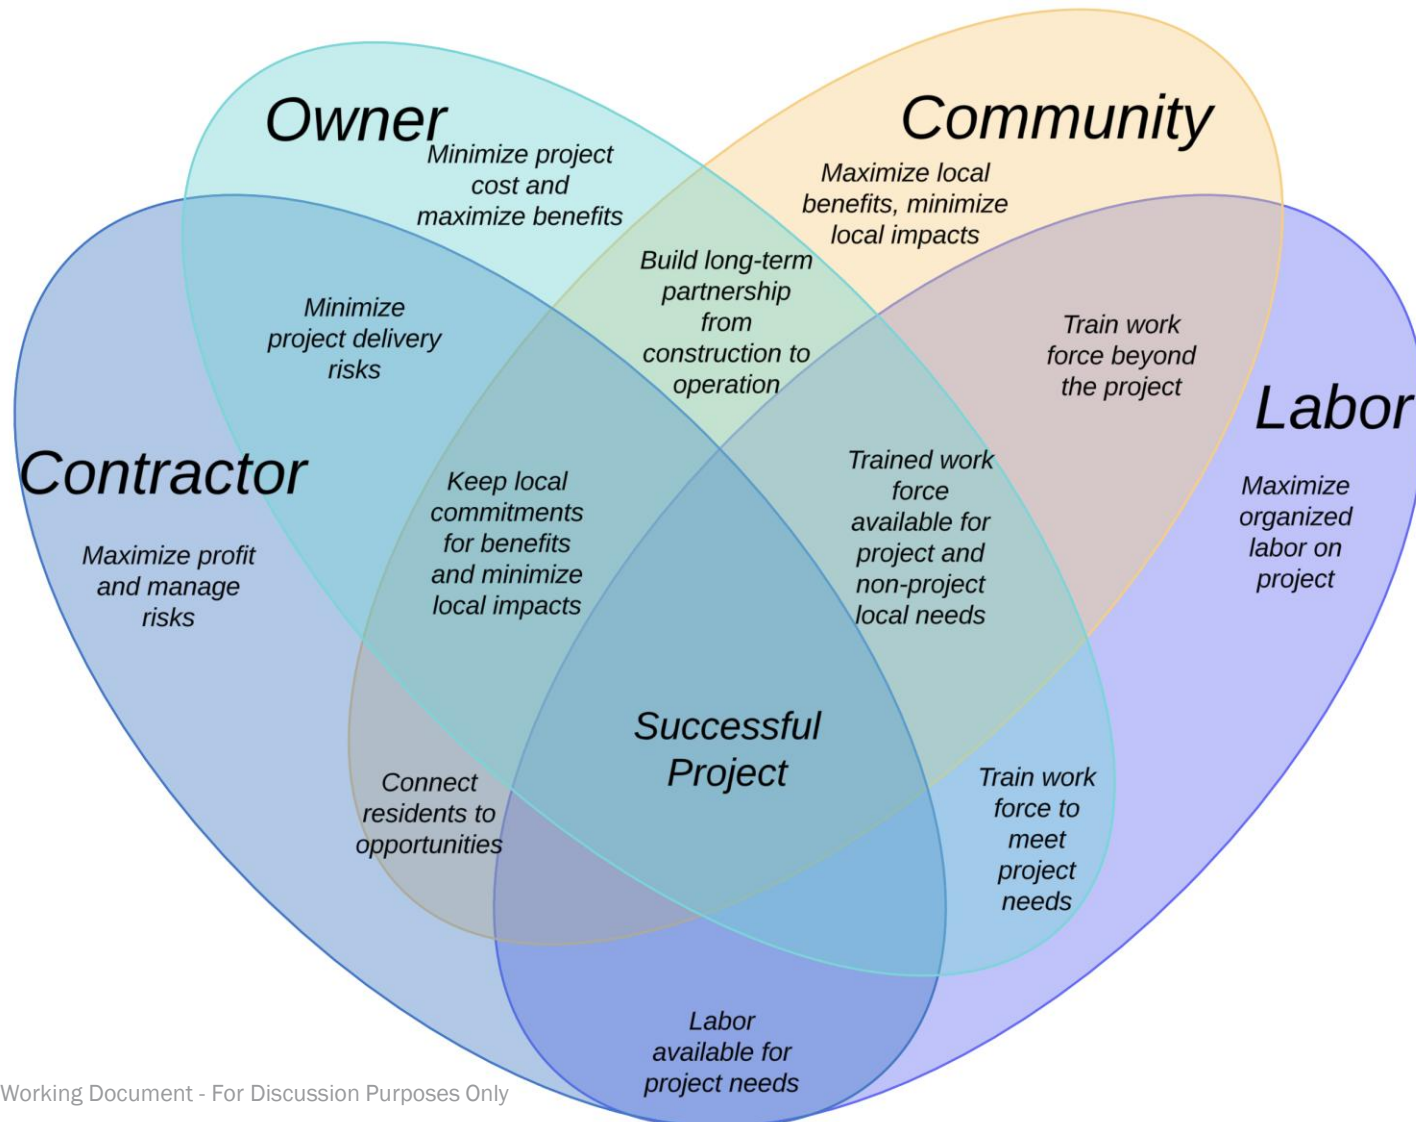 Owner
Minimize project
cost and
maximize benefits
Community
Maximize local
benefits, minimize
local impacts
Build long-term
partnership
from
construction to
operation
Minimize
project delivery
risks
Train work
force beyond
the project
Labor
Maximize
organized
labor on
project
Contractor
Maximize profit
and manage
risks
Keep local
commitments
for benefits
and minimize
local impacts
Trained work
force
available for
project and
non-project
local needs
Successful
Project
Connect
residents to
opportunities
Train work
force to
meet
project
needs
Labor
available for
project needs
Working Document - For Discussion Purposes Only